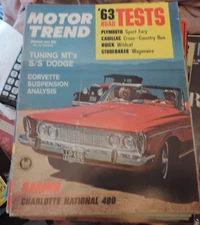 MOTOR
TREND
'63
ROAD
TESTS
PLYMOUTH Sport Fury
CADILLAC Cross-Country Run
BUICK Wildcat
STUDEBAKER Wagonaire
TUNING MT's
S/S DODGE
CORVETTE
SUSPENSION
ANALYSIS
RACING
CHARLOTTE NATIONAL 400